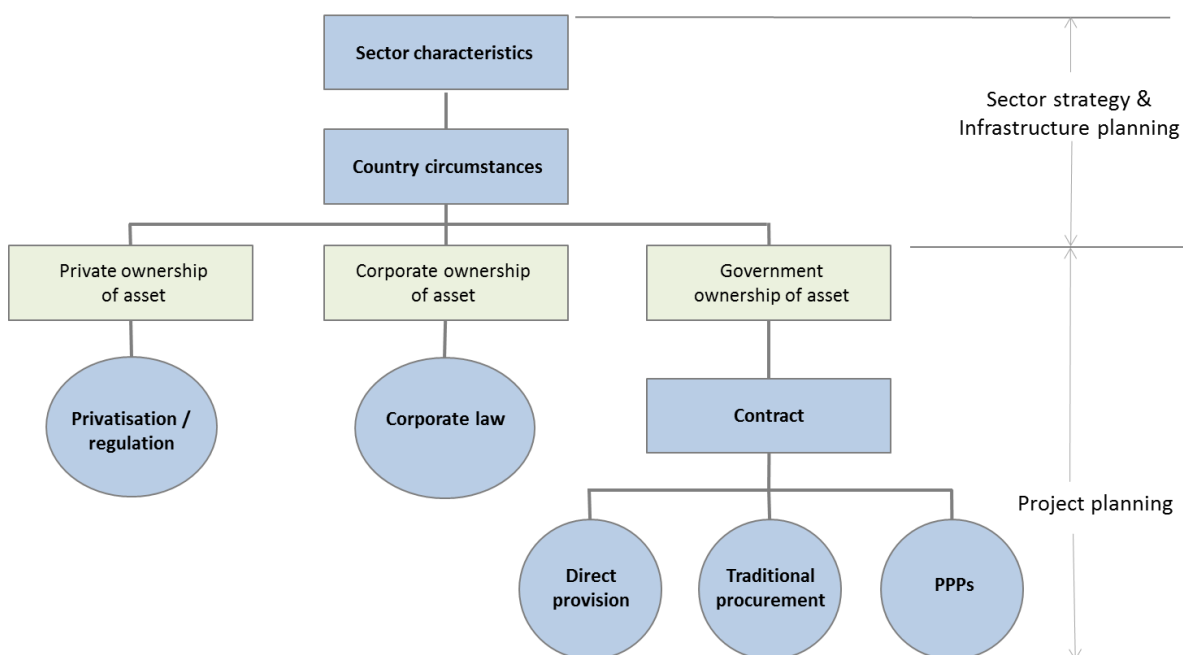 Sector characteristics
Sector strategy &
Infrastructure planning
Country circumstances
Private ownership
of asset
Corporate ownership
of asset
Government
ownership of asset
Privatisation /
regulation
Corporate law
Contract
Project planning
Direct
provision
Traditional
procurement
PPPs